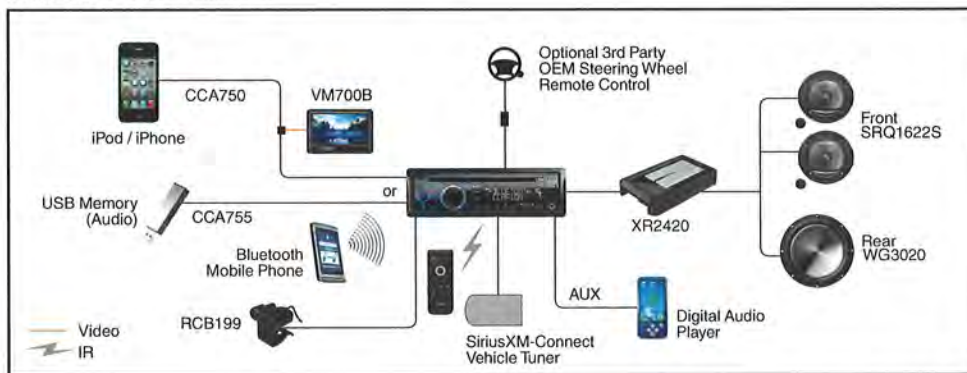 Optional 3rd Party
OEM Steering Wheel
Remote Control
CCA750
VM700B
iPod / iPhone
Front
SRQ1622S
or
USB Memory
(Audio)
CCA755
XR2420
Bluetooth
Mobile Phone
Rear
WG3020
RCB199
AUX
Digital Audio
Player
SiriusXM-Connect
Vehicle Tuner
Video
IR